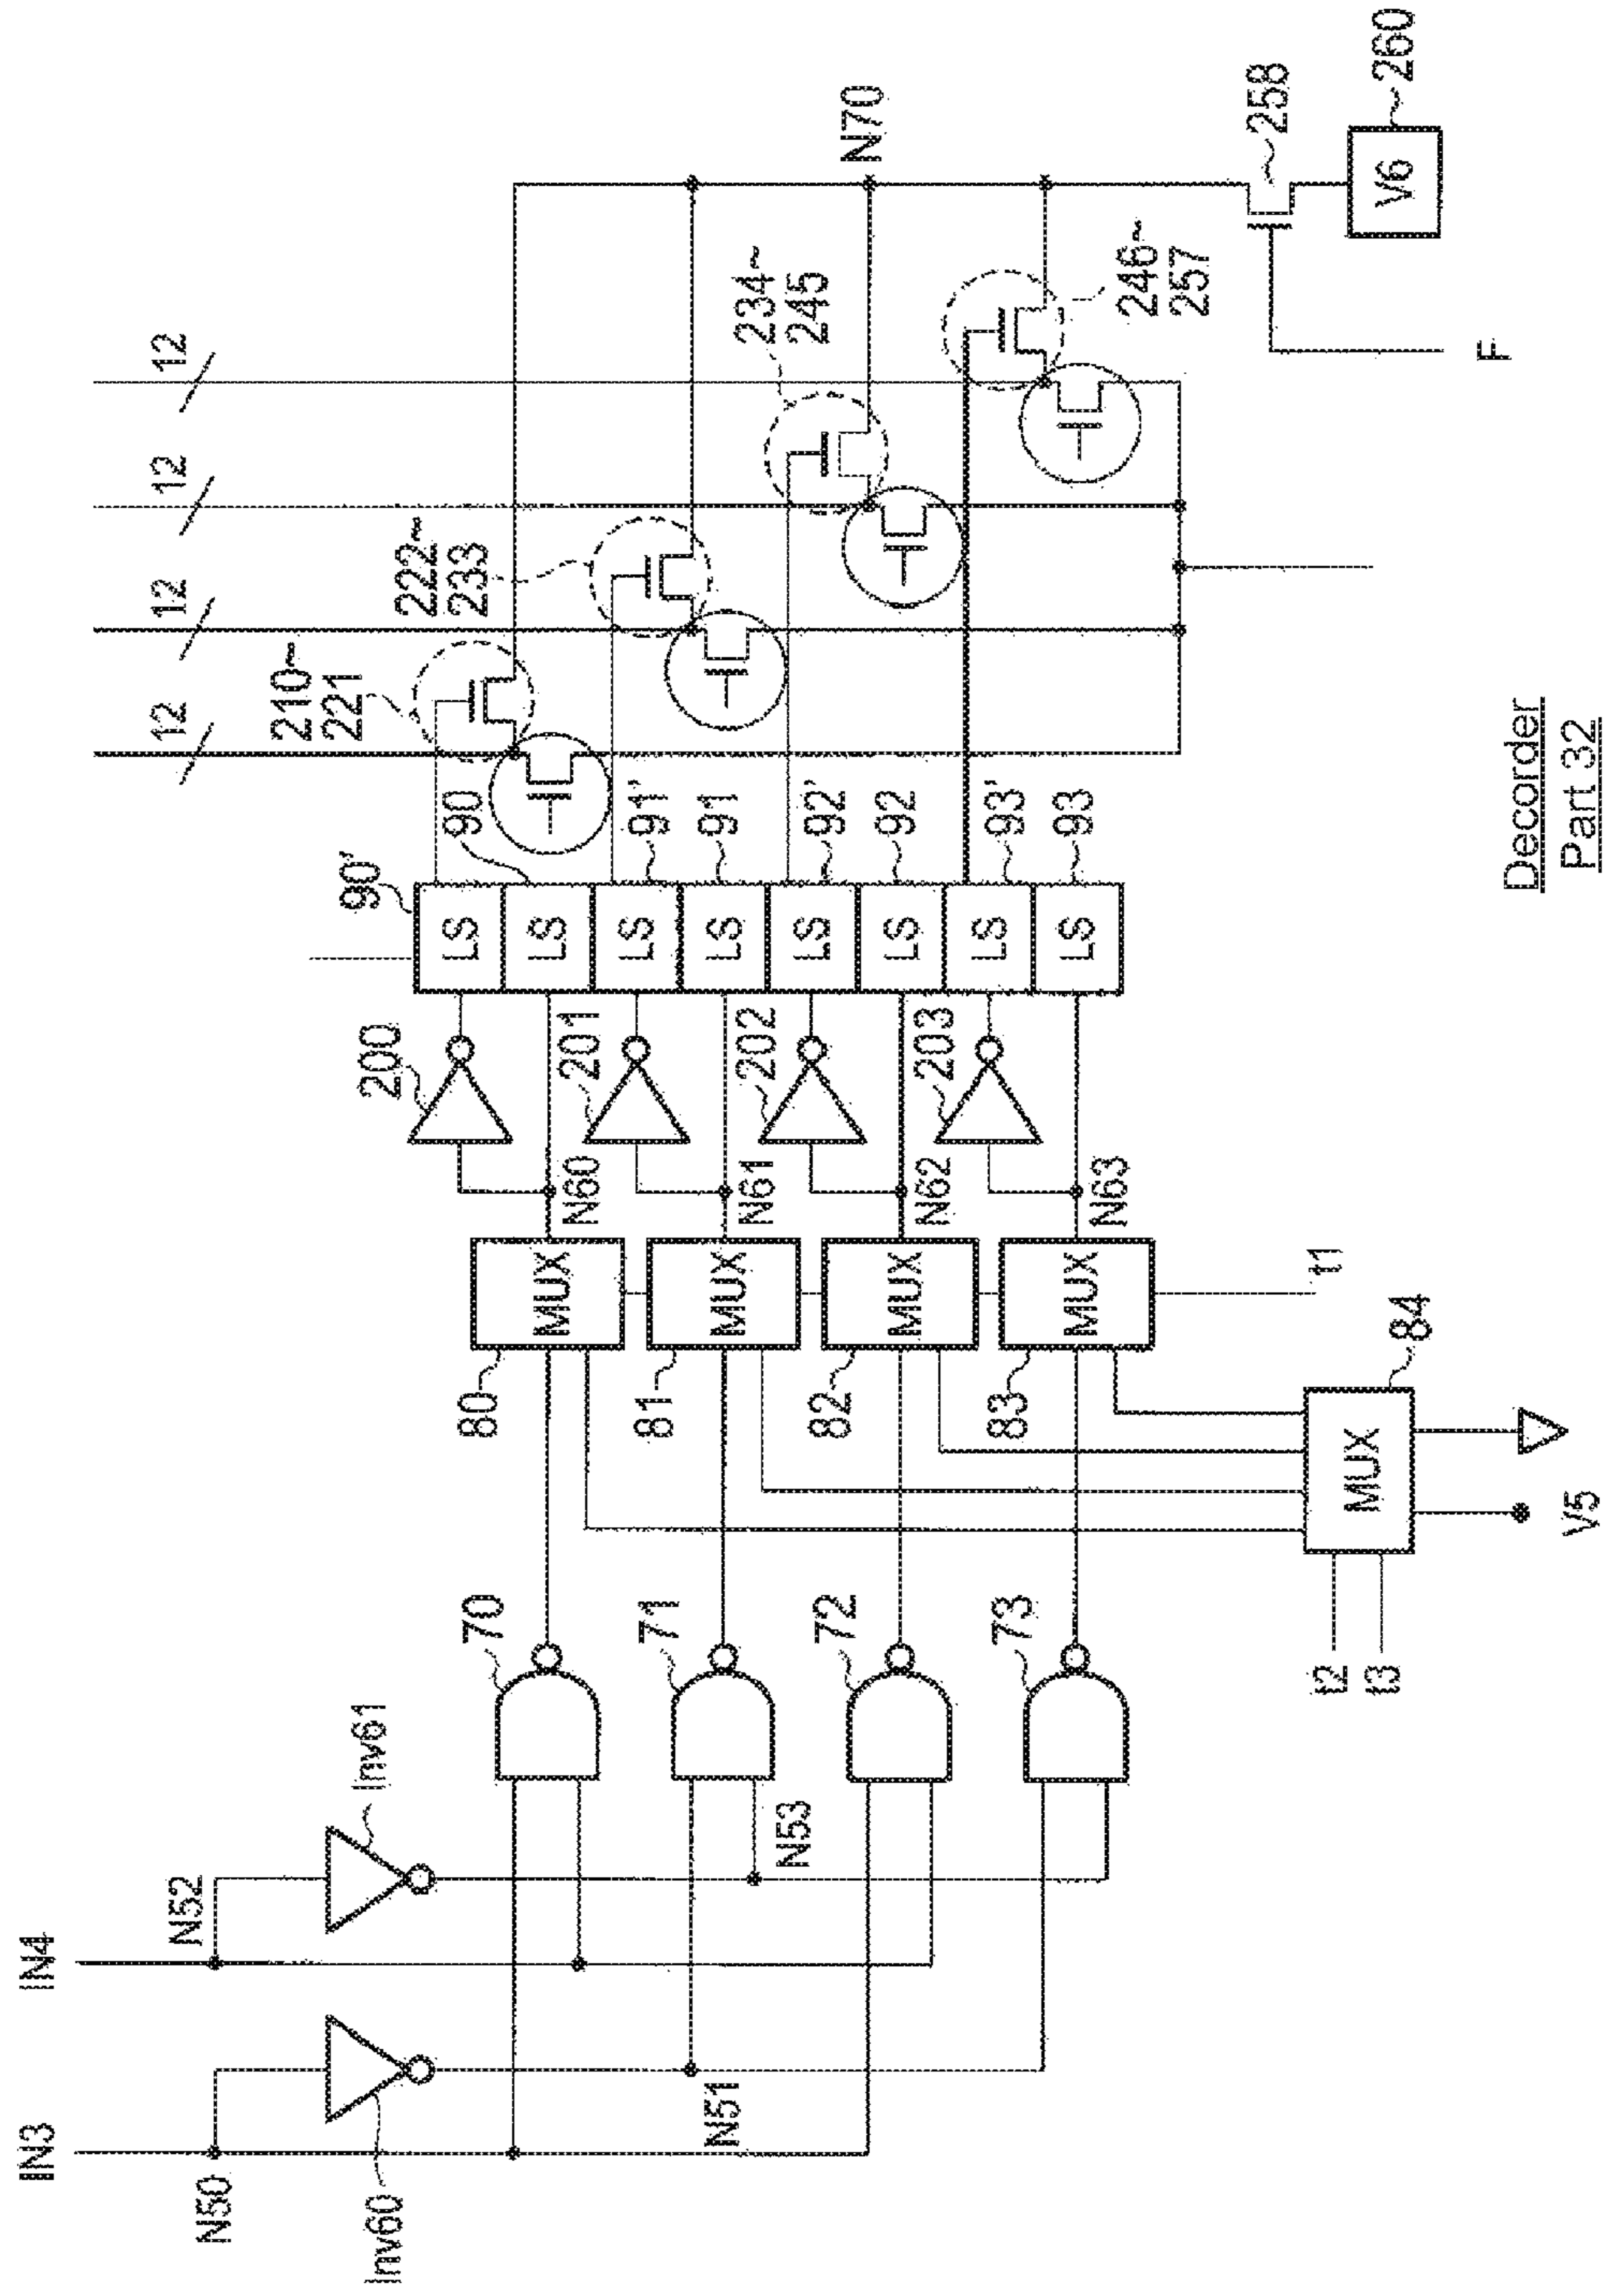 IN3
IN4
N50
N52
Inv60
Inv61
N51
N53
70
71
72
73
80
81
82
83
MUX
MUX
MUX
MUX
t1
t2
t3
MUX
84
V5
N60
N61
N62
N63
200
201
202
203
90'
90
91'
91
92'
92
93'
93
LS
LS
LS
LS
LS
LS
LS
LS
12
12
12
12
210~
221
222~
233
234~
245
246~
257
N70
258
V6
260
F
Decorder
Part 32